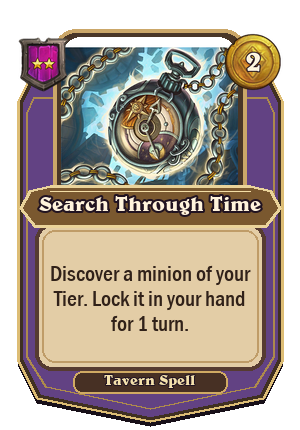 2
Search Through Time
Discover a minion of your
Tier. Lock it in your hand
for 1 turn.
Tavern Spell